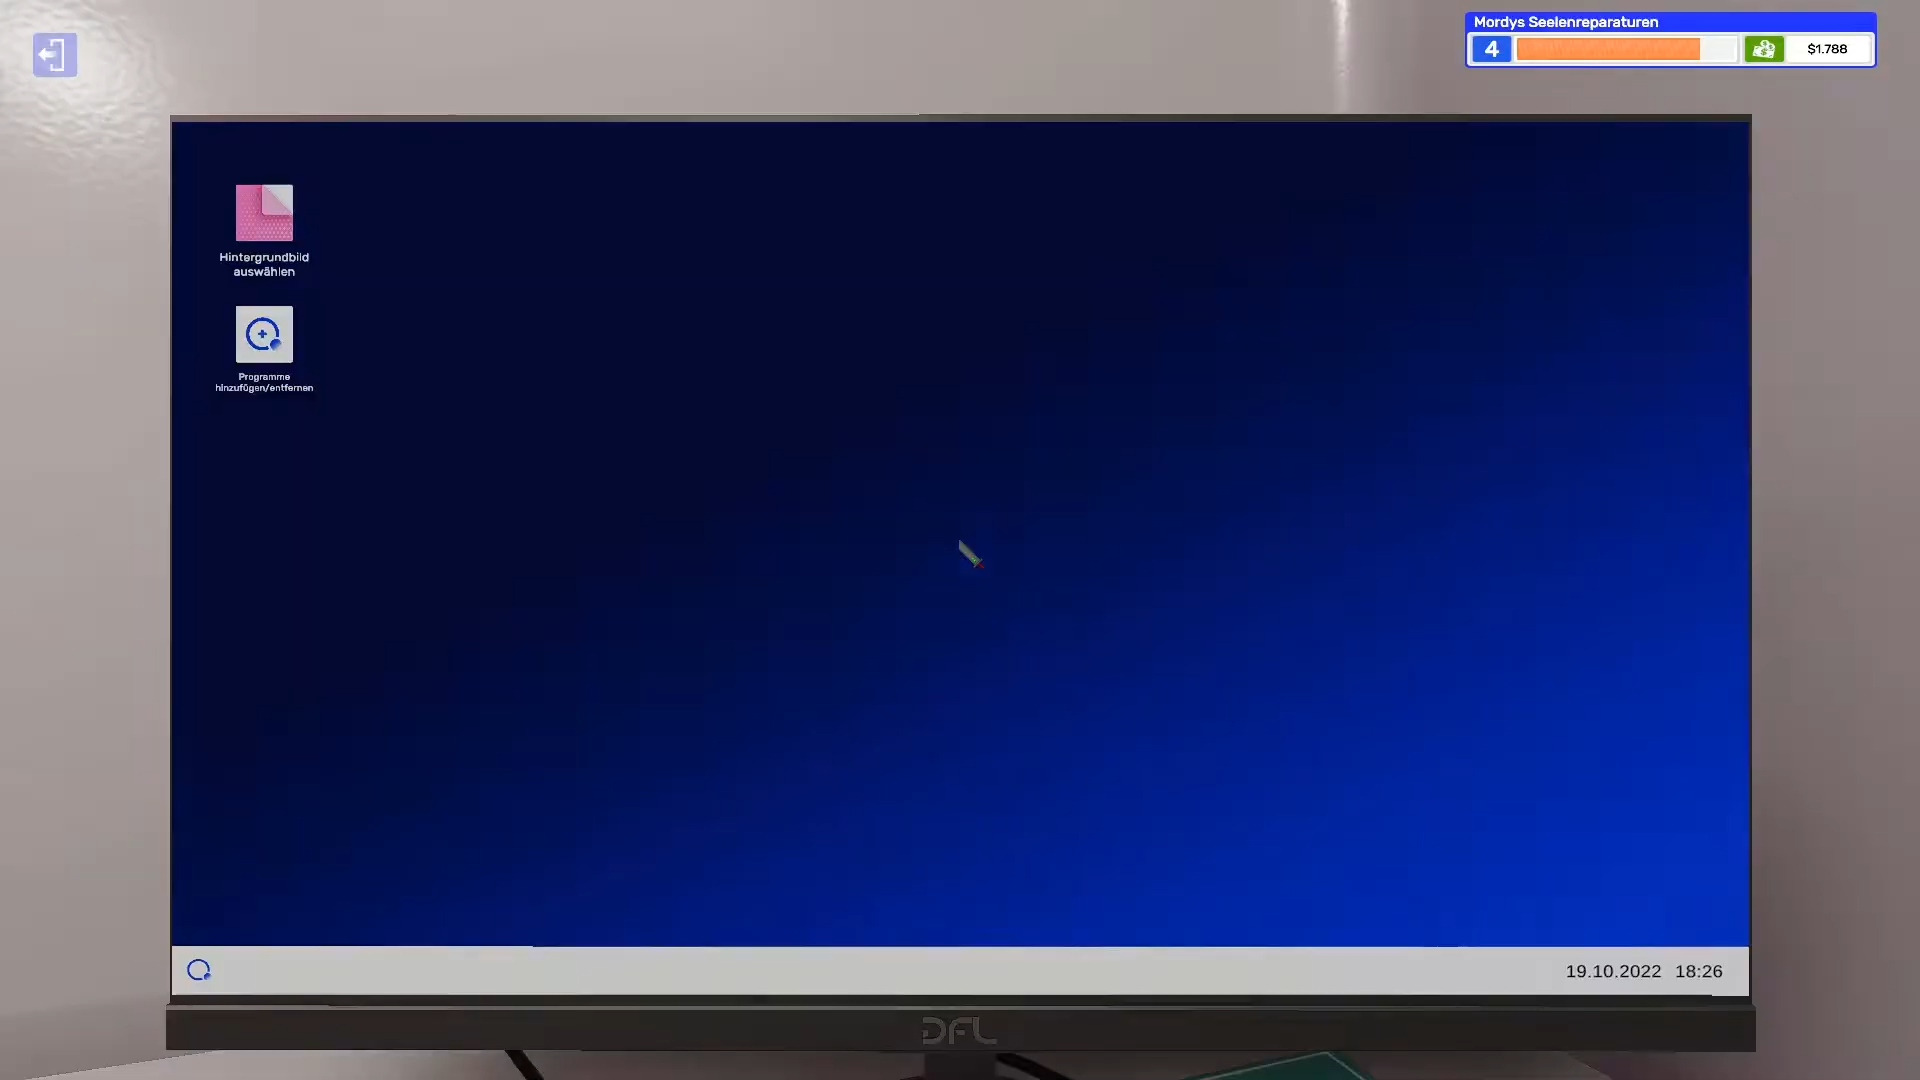 Mordys Seelenreparaturen
4
$1.788
Hintergrundbild
auswählen
Programme
hinzufügen/entfernen
19.10.2022 18:26
DFL